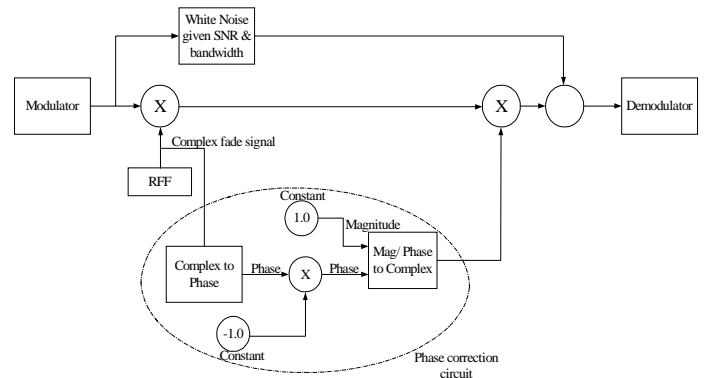 White Noise
given SNR &
bandwidth
Modulator
X
X
Demodulator
Complex fade signal
RFF
Constant
1.0
Magnitude
Complex to
Phase
Phase
X
Phase
Mag/ Phase
to Complex
-1.0
Constant
Phase correction
circuit